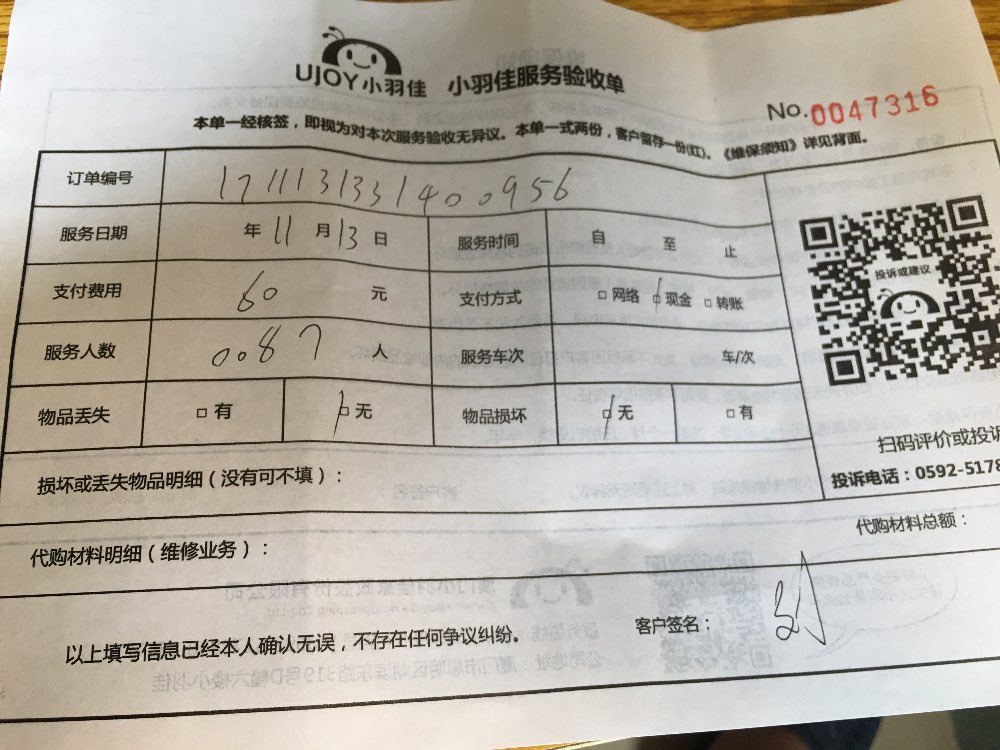 UJOY小羽佳 小羽佳服务验收单
No.0047316
本单一经核签，即视为对本次服务验收无异议。本单一式两份，客户留存一份(红)。《维保须知》详见背面。
订单编号 1711131331400956
服务日期 年 11 月 13 日 服务时间 自 至 止
支付费用 60 元 支付方式 □网络 □现金 □转账
服务人数 0087 人 服务车次 车/次
物品丢失 □有 □无 物品损坏 □无 □有
投诉或建议
扫码评价或投诉
投诉电话：0592-5178
损坏或丢失物品明细（没有可不填）：
代购材料明细（维修业务）： 代购材料总额：
以上填写信息已经本人确认无误，不存在任何争议纠纷。 客户签名：